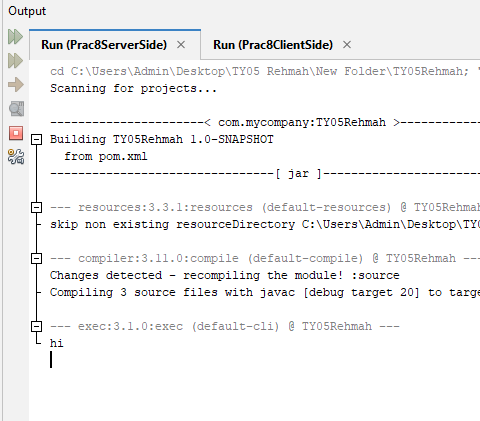 Output
Run (Prac8ServerSide) × Run (Prac8ClientSide) ×
cd C:\Users\Admin\Desktop\TY05 Rehmah\New Folder\TY05Rehmah; "
Scanning for projects...
---------------------< com.mycompany:TY05Rehmah >------------
Building TY05Rehmah 1.0-SNAPSHOT
from pom.xml
-------------------------------[ jar ]-----------------------
--- resources:3.3.1:resources (default-resources) @ TY05Rehmah
skip non existing resourceDirectory C:\Users\Admin\Desktop\TY0
--- compiler:3.11.0:compile (default-compile) @ TY05Rehmah ---
Changes detected - recompiling the module! :source
Compiling 3 source files with javac [debug target 20] to targe
--- exec:3.1.0:exec (default-cli) @ TY05Rehmah ---
hi